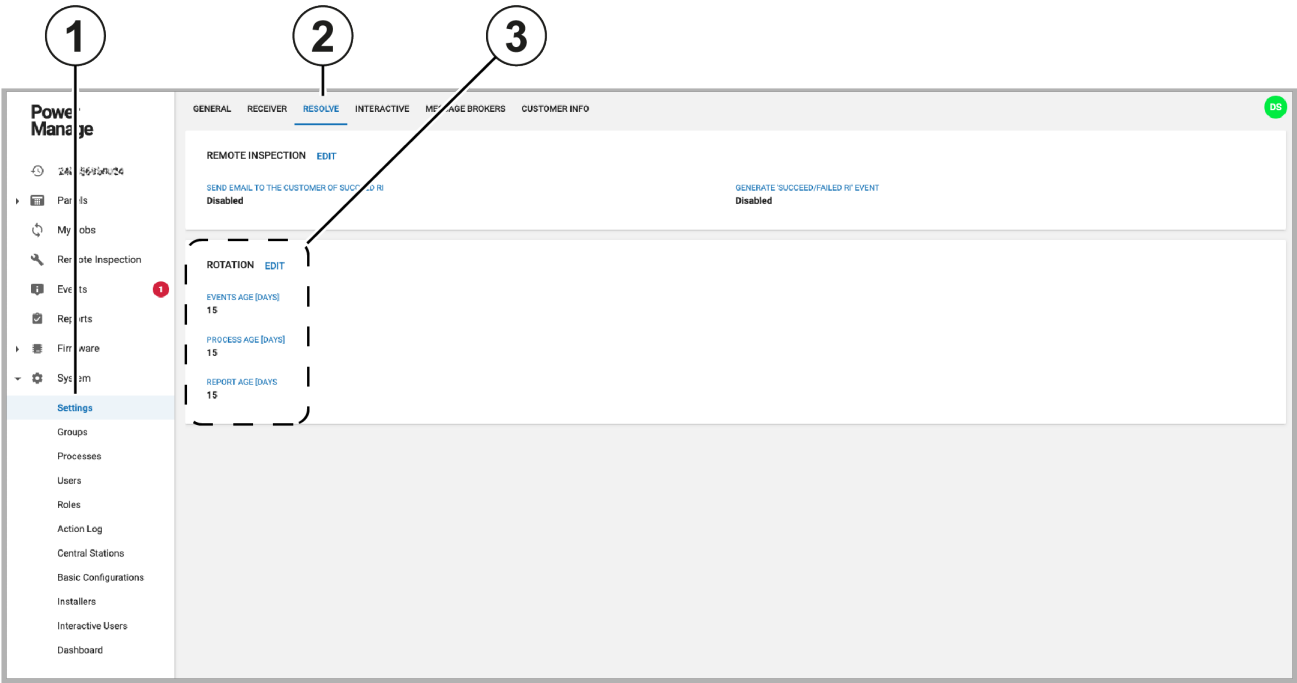 1
2
3
Power
Manage
GENERAL RECEIVER RESOLVE INTERACTIVE MESSAGE BROKERS CUSTOMER INFO
DS
REMOTE INSPECTION EDIT
SEND EMAIL TO THE CUSTOMER OF SUCCEED RI
Disabled
GENERATE 'SUCCEED/FAILED RI' EVENT
Disabled
ROTATION EDIT
EVENTS AGE [DAYS]
15
PROCESS AGE [DAYS]
15
REPORT AGE [DAYS
15
Panels
My Jobs
Remote Inspection
Events 1
Reports
Firmware
System
Settings
Groups
Processes
Users
Roles
Action Log
Central Stations
Basic Configurations
Installers
Interactive Users
Dashboard